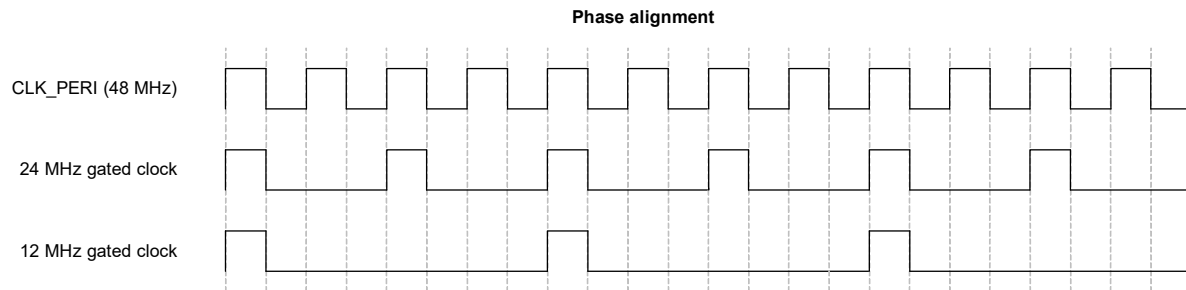 Phase alignment
CLK_PERI (48 MHz)
24 MHz gated clock
12 MHz gated clock